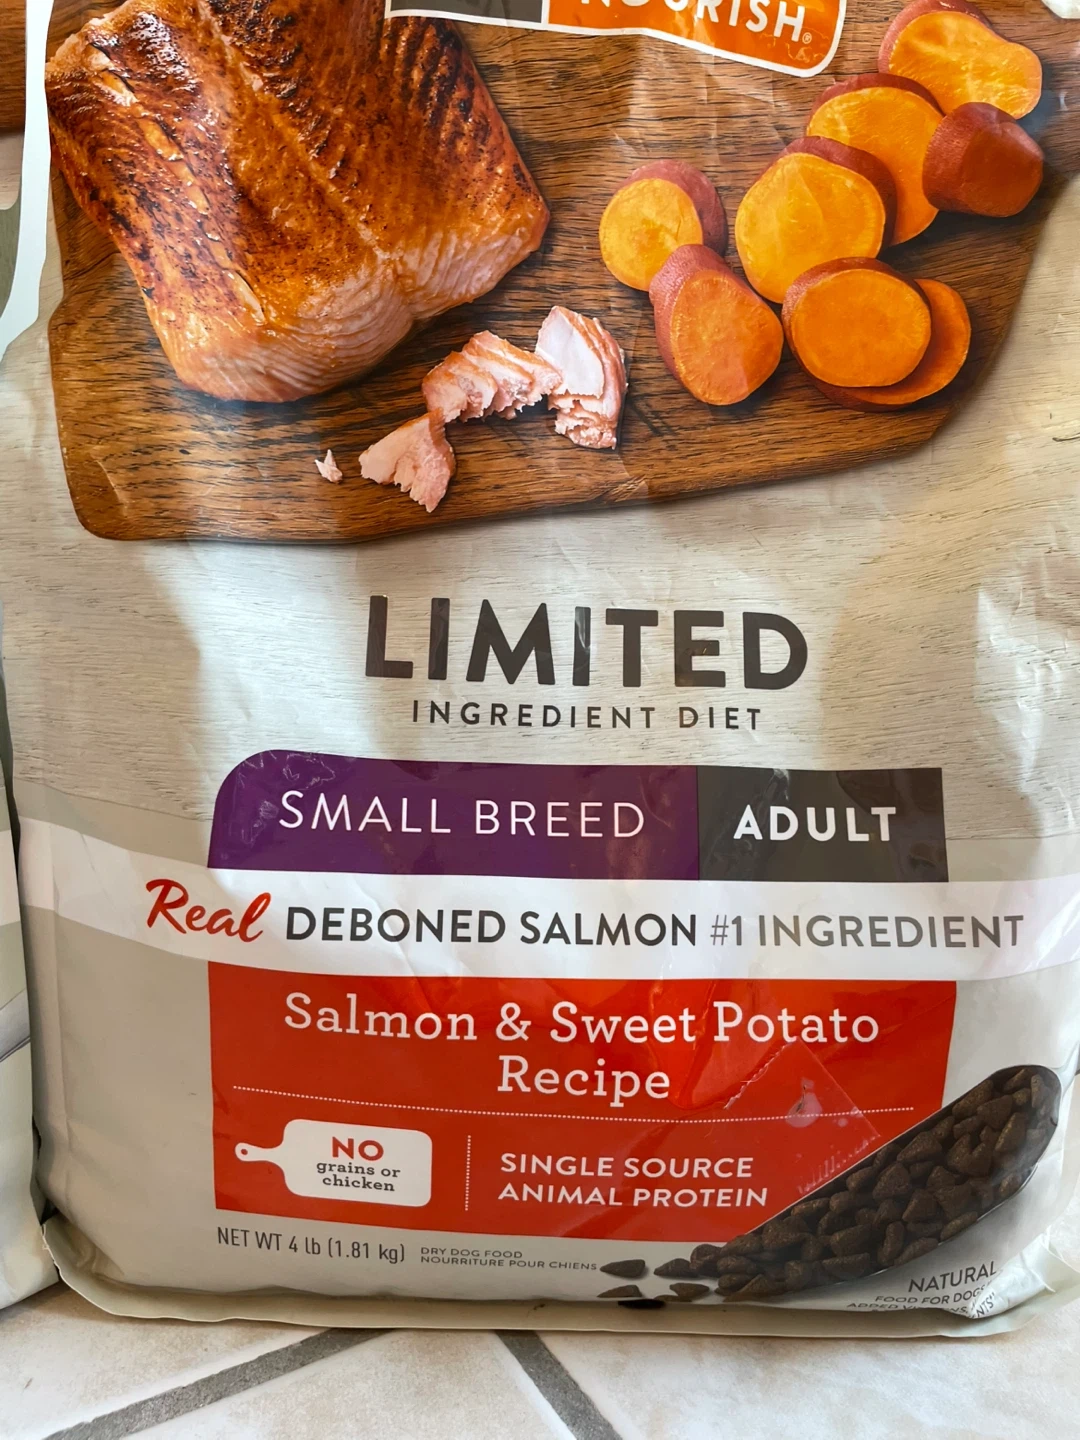 NOURISH®
LIMITED
INGREDIENT DIET
SMALL BREED ADULT
Real DEBONED SALMON #1 INGREDIENT
Salmon & Sweet Potato
Recipe
NO
grains or
chicken
SINGLE SOURCE
ANIMAL PROTEIN
NET WT 4 lb (1.81 kg)
DRY DOG FOOD
NOURRITURE POUR CHIENS
NATURAL
FOOD FOR DOGS
ADDED